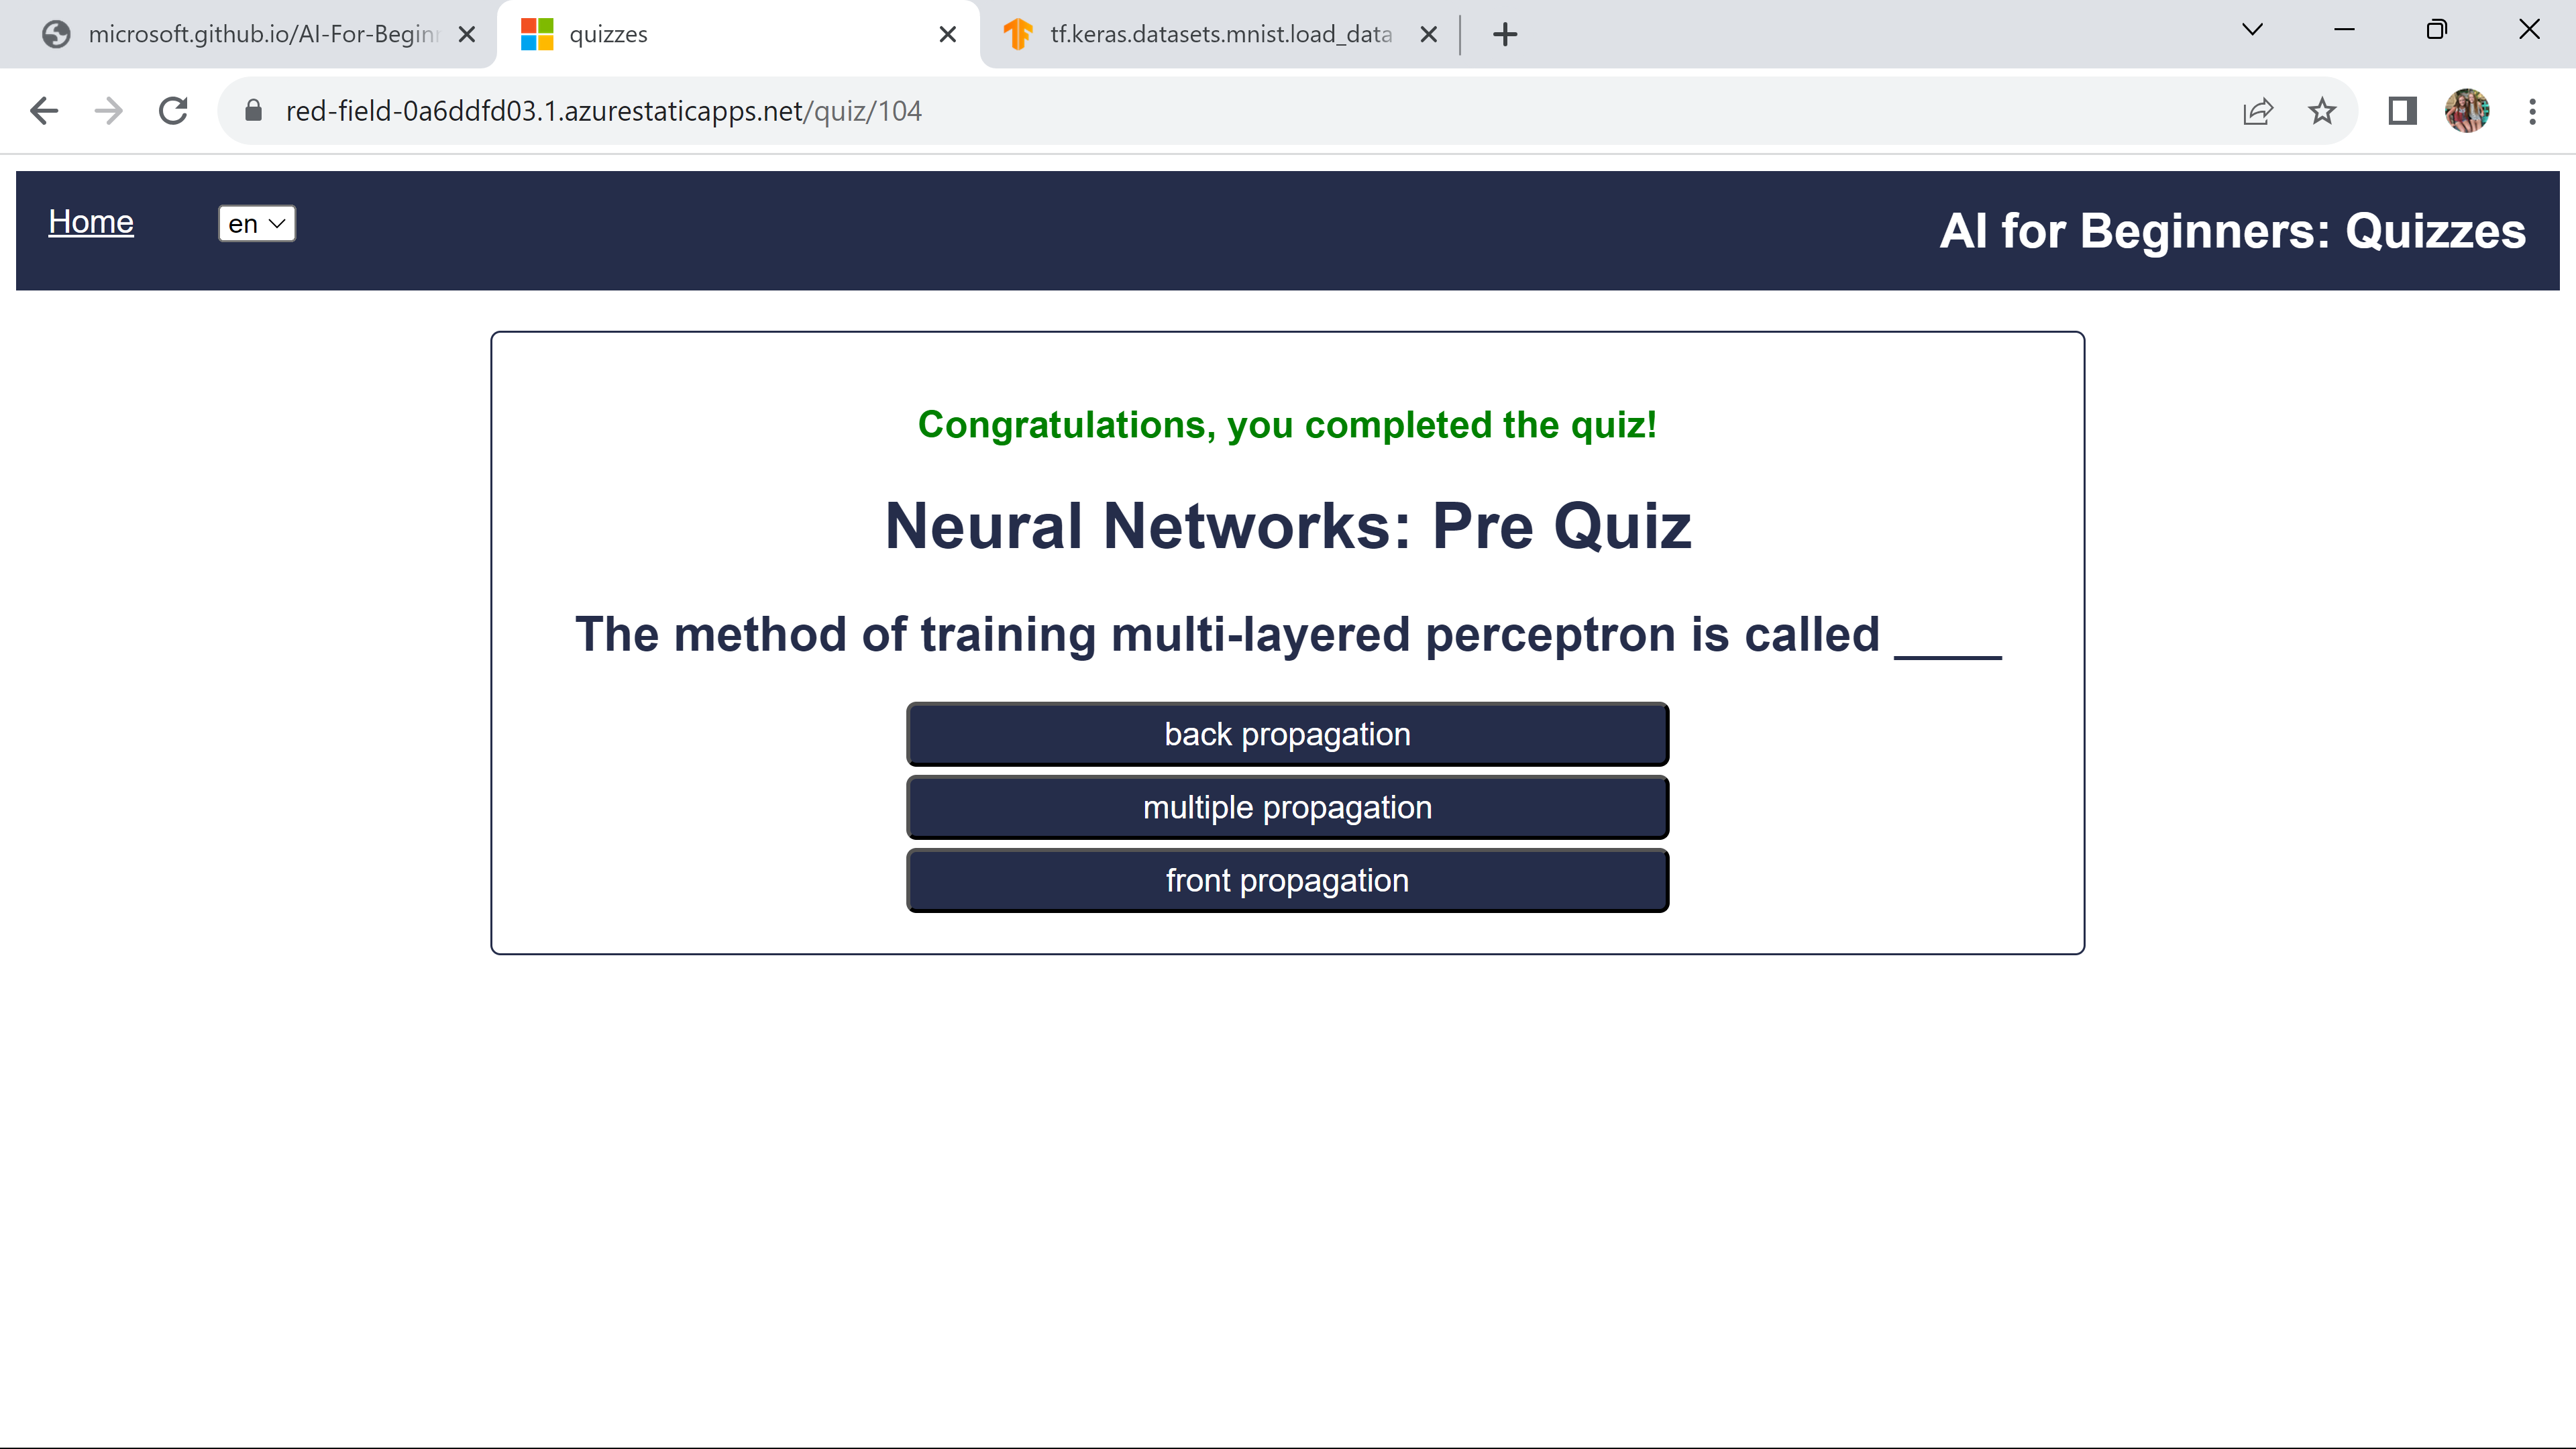 microsoft.github.io/AI-For-Begin
quizzes
tf.keras.datasets.mnist.load_data
red-field-0a6ddfd03.1.azurestaticapps.net/quiz/104
Home
en
AI for Beginners: Quizzes
Congratulations, you completed the quiz!
Neural Networks: Pre Quiz
The method of training multi-layered perceptron is called _____
back propagation
multiple propagation
front propagation